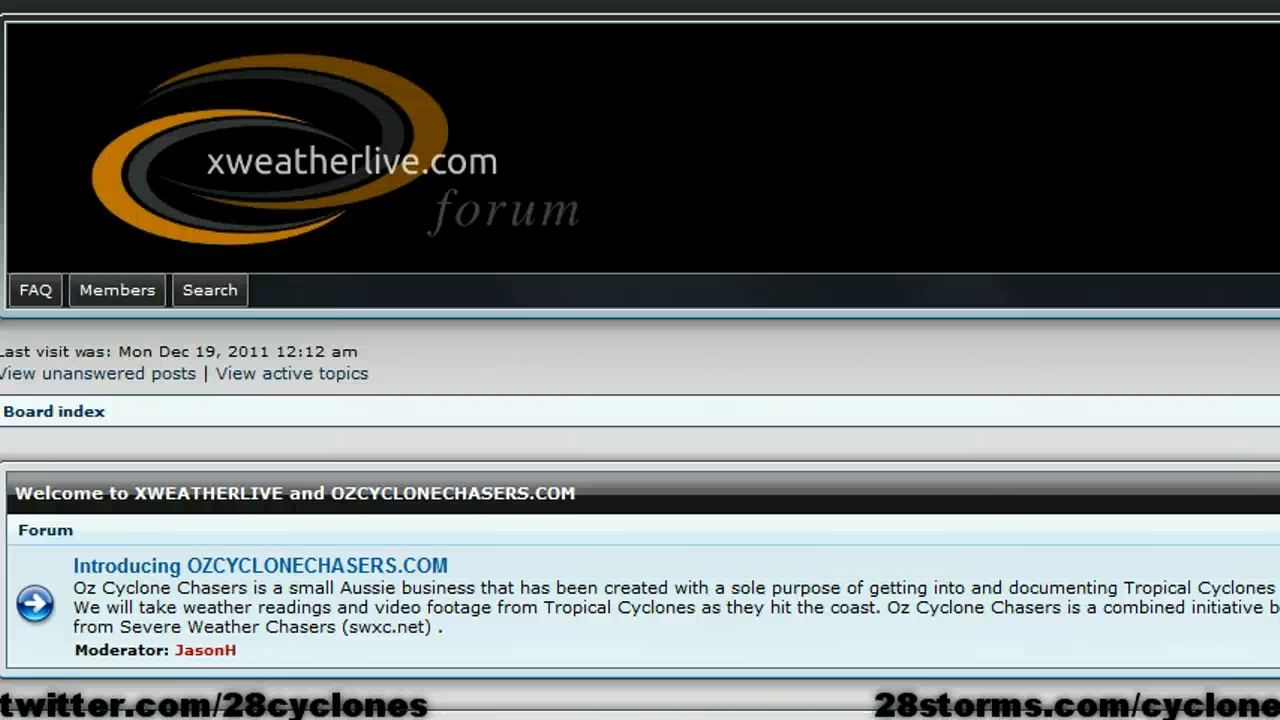 xweatherlive.com
forum
FAQ Members Search
Last visit was: Mon Dec 19, 2011 12:12 am
View unanswered posts | View active topics
Board index
Welcome to XWEATHERLIVE and OZCYCLONECHASERS.COM
Forum
Introducing OZCYCLONECHASERS.COM
Oz Cyclone Chasers is a small Aussie business that has been created with a sole purpose of getting into and documenting Tropical Cyclones
We will take weather readings and video footage from Tropical Cyclones as they hit the coast. Oz Cyclone Chasers is a combined initiative b
from Severe Weather Chasers (swxc.net) .
Moderator: JasonH
twitter.com/28cyclones 28storms.com/cyclone